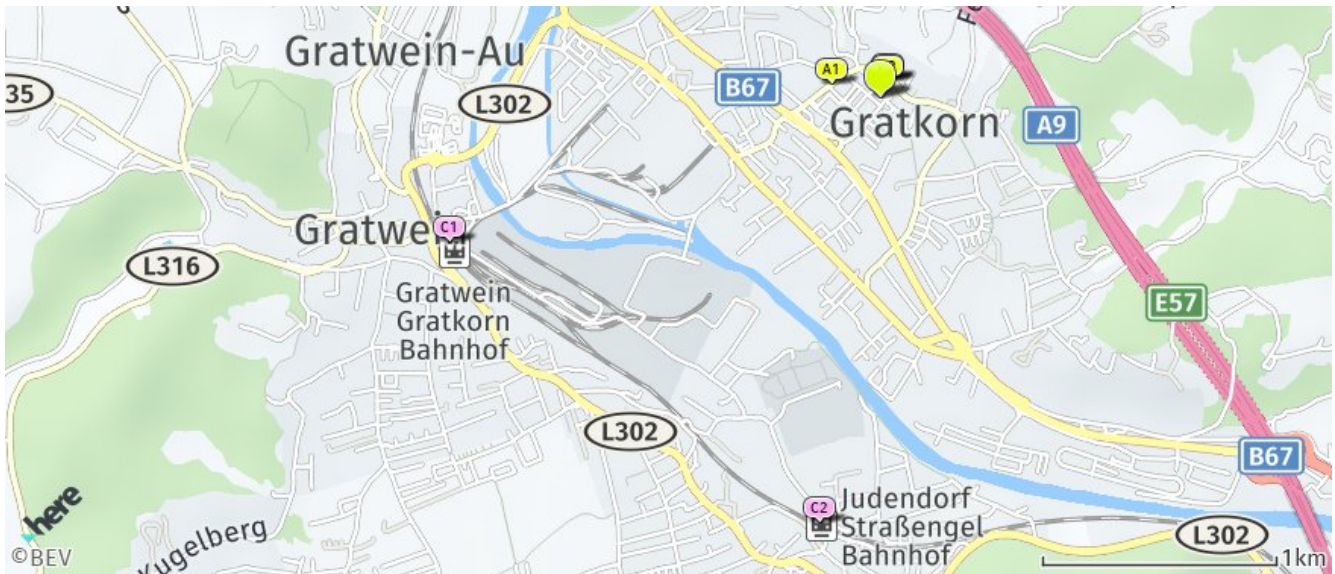 Gratwein-Au
L302
B67
A1
Gratkorn
A9
35
Gratwein
C1
L316
Gratwein
Gratkorn
Bahnhof
E57
L302
B67
C2
Judendorf
Straßengel
Bahnhof
L302
1km
here
©BEV
Kugelberg